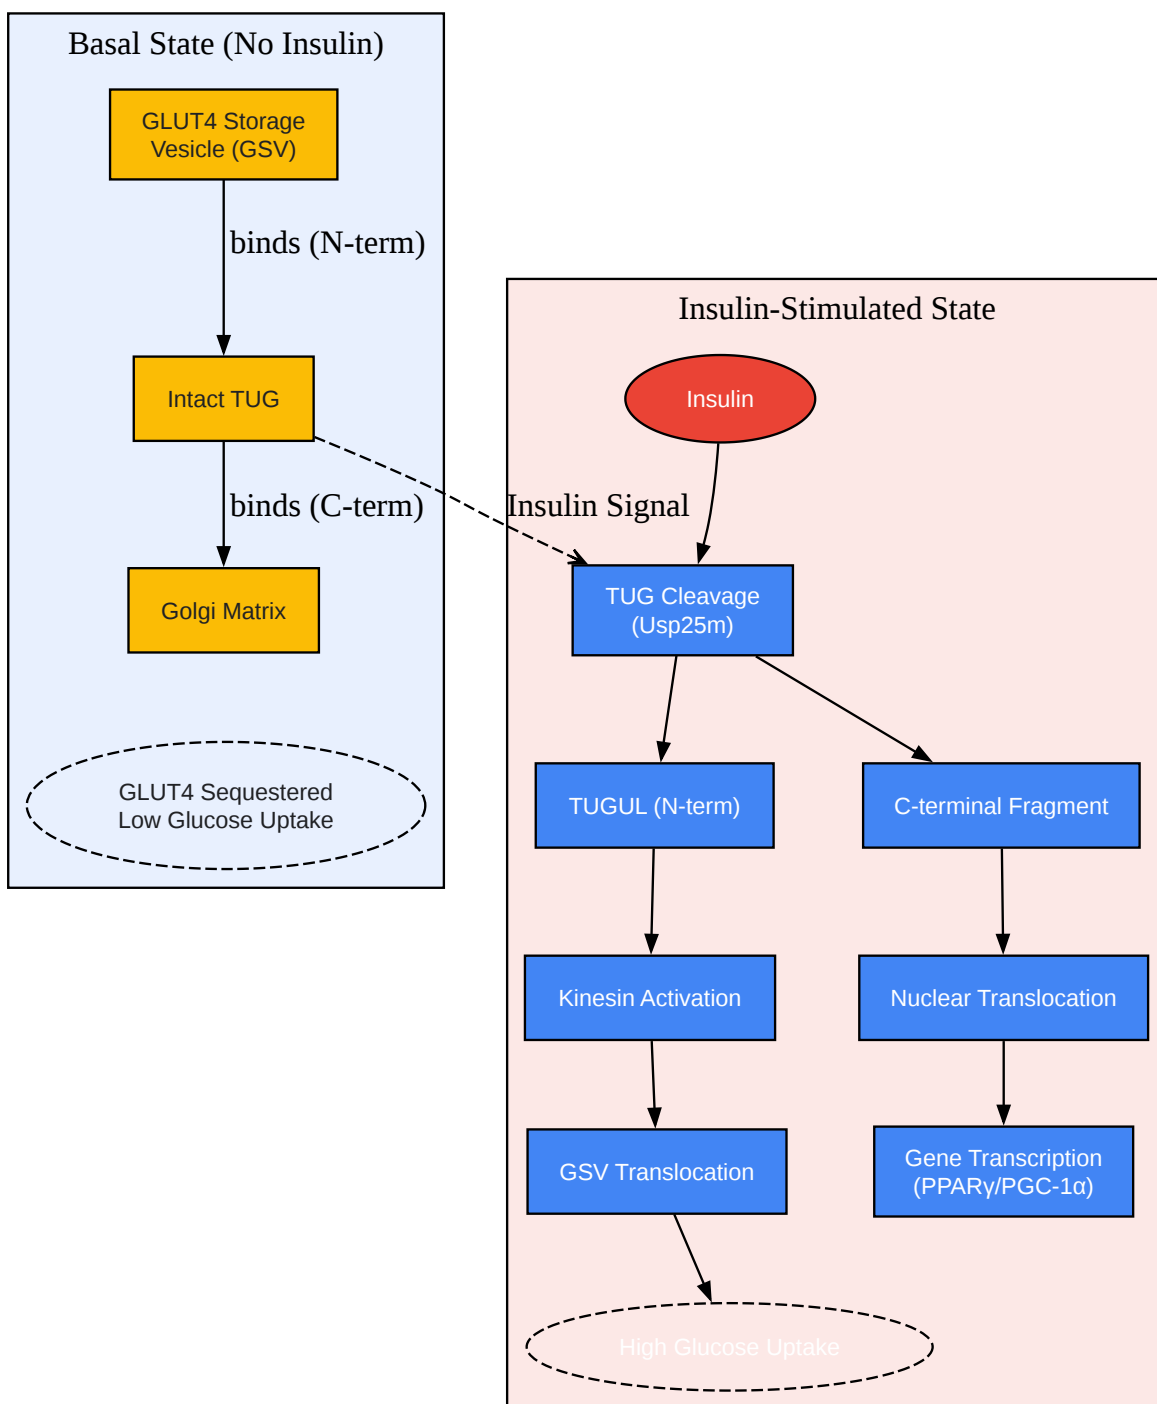 Basal State (No Insulin)
GLUT4 Storage
Vesicle (GSV)
binds (N-term)
Intact TUG
binds (C-term)
Golgi Matrix
GLUT4 Sequestered
Low Glucose Uptake
Insulin-Stimulated State
Insulin
Insulin Signal
TUG Cleavage
(Usp25m)
TUGUL (N-term)
C-terminal Fragment
Kinesin Activation
Nuclear Translocation
GSV Translocation
Gene Transcription
(PPARγ/PGC-1α)
High Glucose Uptake